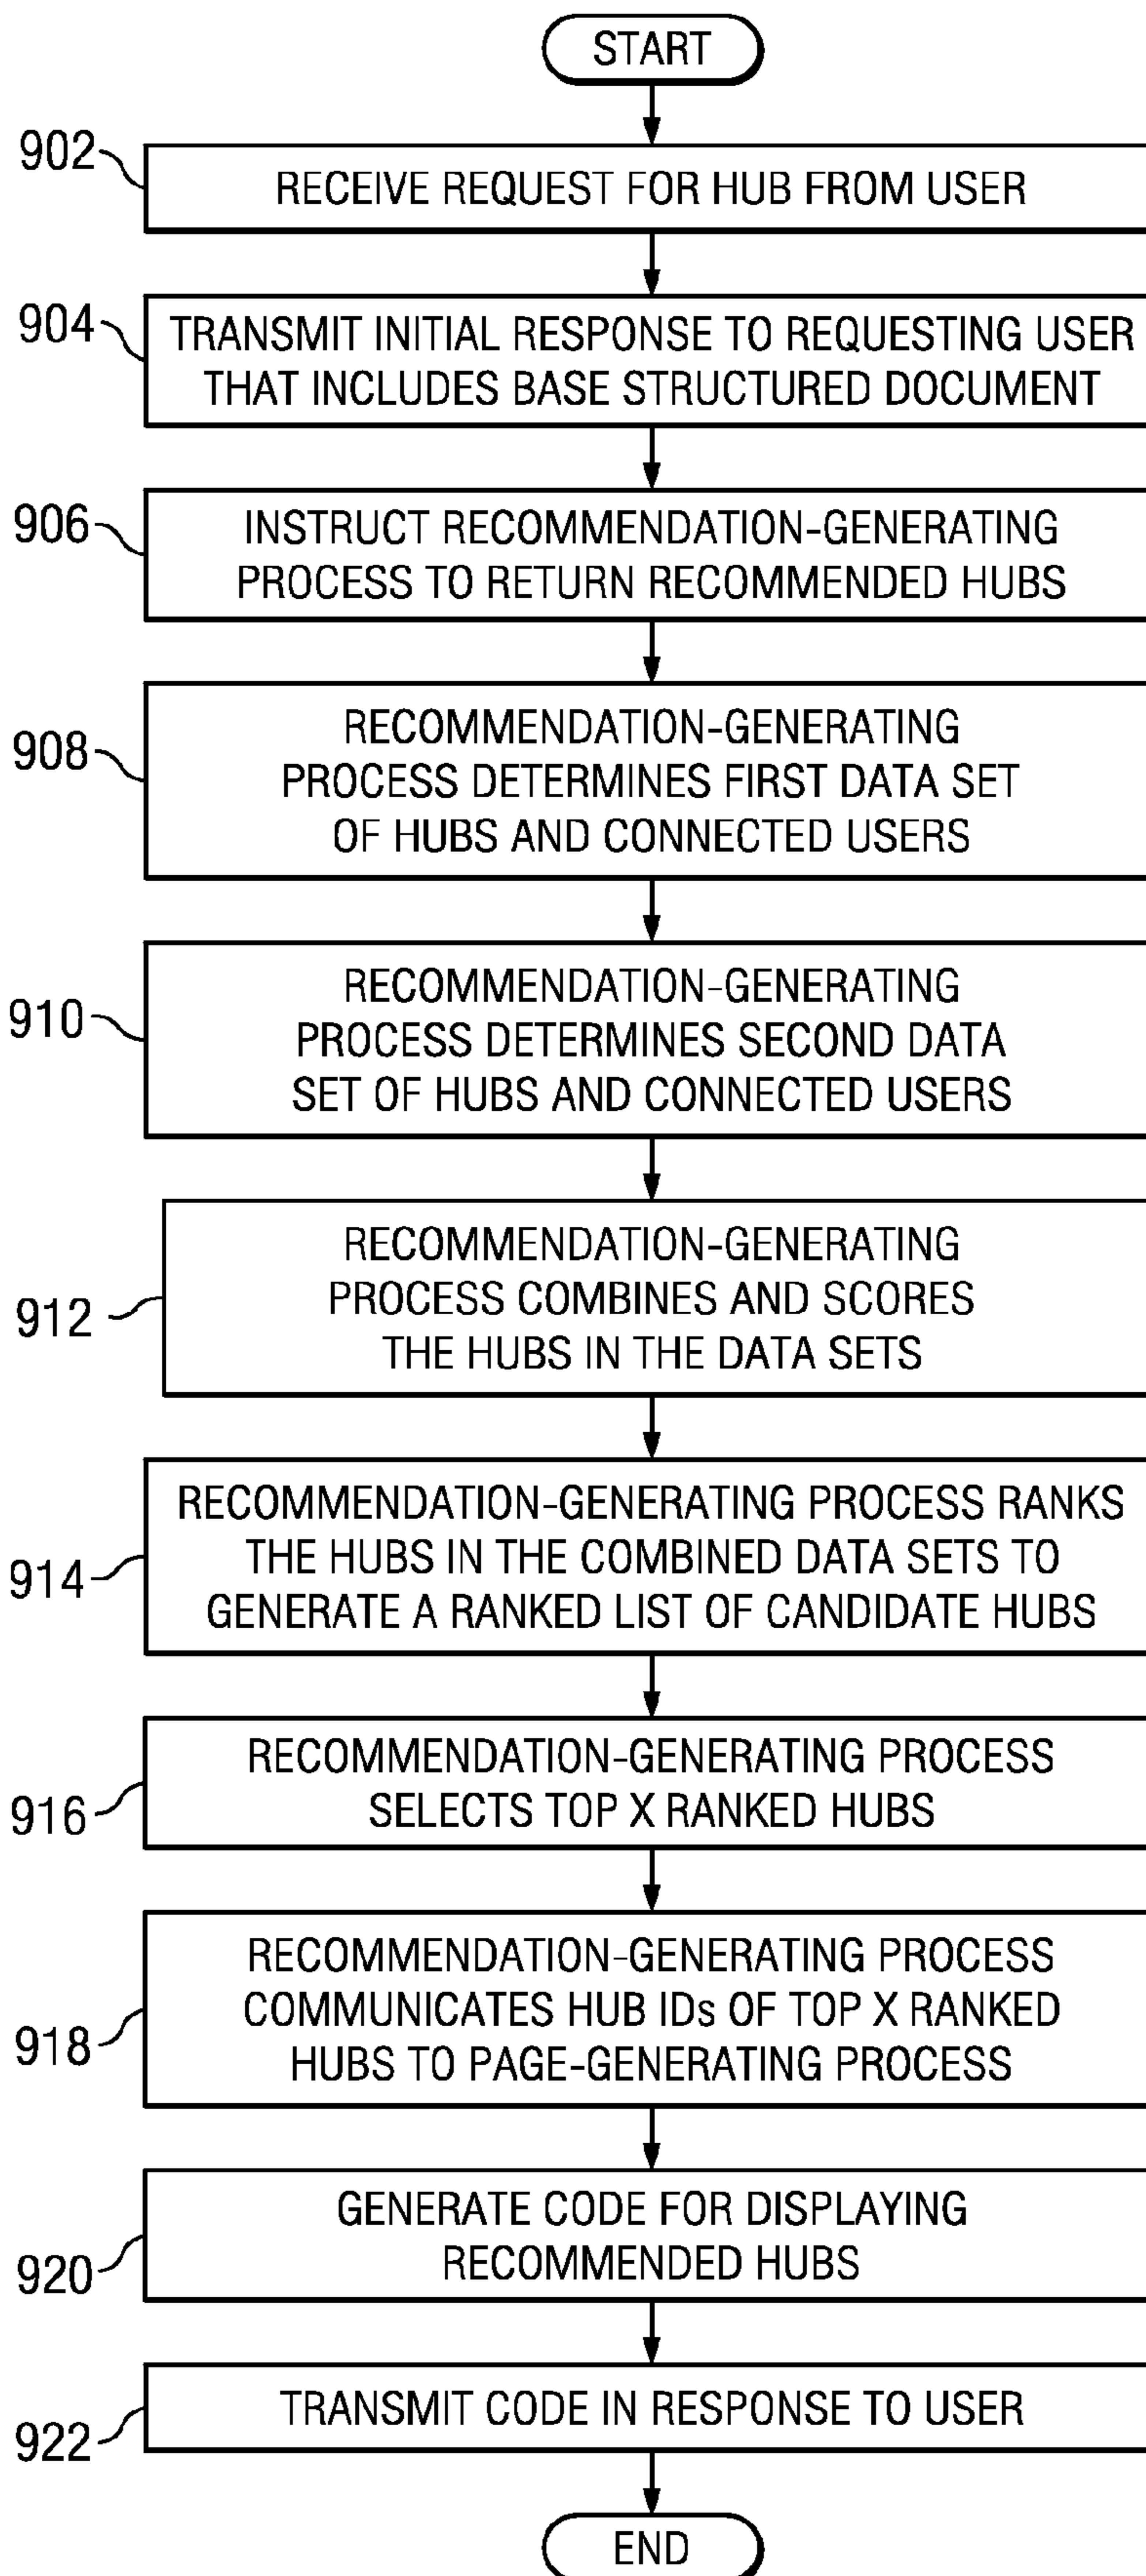 START
902
RECEIVE REQUEST FOR HUB FROM USER
904
TRANSMIT INITIAL RESPONSE TO REQUESTING USER
THAT INCLUDES BASE STRUCTURED DOCUMENT
906
INSTRUCT RECOMMENDATION-GENERATING
PROCESS TO RETURN RECOMMENDED HUBS
908
RECOMMENDATION-GENERATING
PROCESS DETERMINES FIRST DATA SET
OF HUBS AND CONNECTED USERS
910
RECOMMENDATION-GENERATING
PROCESS DETERMINES SECOND DATA
SET OF HUBS AND CONNECTED USERS
912
RECOMMENDATION-GENERATING
PROCESS COMBINES AND SCORES
THE HUBS IN THE DATA SETS
914
RECOMMENDATION-GENERATING PROCESS RANKS
THE HUBS IN THE COMBINED DATA SETS TO
GENERATE A RANKED LIST OF CANDIDATE HUBS
916
RECOMMENDATION-GENERATING PROCESS
SELECTS TOP X RANKED HUBS
918
RECOMMENDATION-GENERATING PROCESS
COMMUNICATES HUB IDs OF TOP X RANKED
HUBS TO PAGE-GENERATING PROCESS
920
GENERATE CODE FOR DISPLAYING
RECOMMENDED HUBS
922
TRANSMIT CODE IN RESPONSE TO USER
END